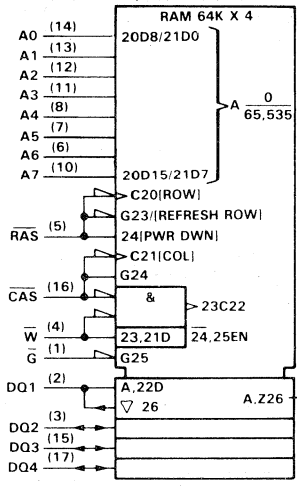 RAM 64K X 4
A0 (14) 20D8/21D0
A1 (13)
A2 (12)
A3 (11)
A4 (8)
A5 (7)
A6 (6)
A7 (10) 20D15/21D7
A 0
65,535
C20[ROW]
G23/[REFRESH ROW]
RAS (5) 24[PWR DWN]
C21[COL]
G24
CAS (16) &
23C22
W (4) 23,21D 24,25EN
G (1) G25
DQ1 (2) A,22D
A,Z26
26
DQ2 (3)
DQ3 (15)
DQ4 (17)